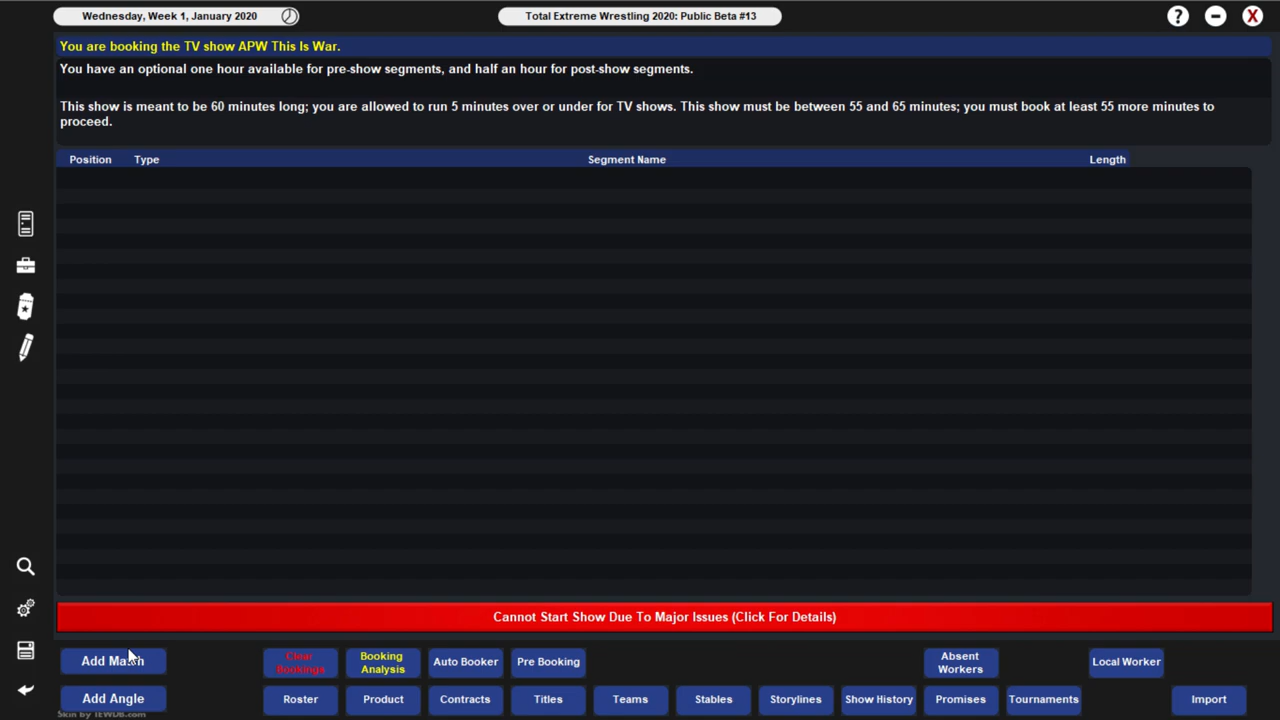 Wednesday, Week 1, January 2020
Total Extreme Wrestling 2020: Public Beta #13
?
X
You are booking the TV show APW This Is War.
You have an optional one hour available for pre-show segments, and half an hour for post-show segments.
This show is meant to be 60 minutes long; you are allowed to run 5 minutes over or under for TV shows. This show must be between 55 and 65 minutes; you must book at least 55 more minutes to
proceed.
Position Type Segment Name Length
Cannot Start Show Due To Major Issues (Click For Details)
Add Match
Clear
Bookings
Booking
Analysis
Auto Booker
Pre Booking
Absent
Workers
Local Worker
Add Angle
Roster
Product
Contracts
Titles
Teams
Stables
Storylines
Show History
Promises
Tournaments
Import
Skin by TEWDB.com